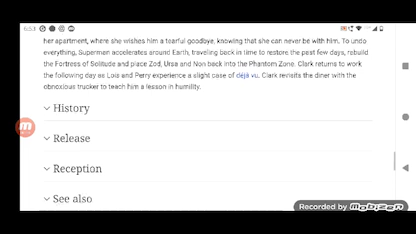 6:53
her apartment, where she wishes him a tearful goodbye, knowing that she can never be with him. To undo
everything, Superman accelerates around Earth, traveling back in time to restore the past few days, rebuild
the Fortress of Solitude and place Zod, Ursa and Non back into the Phantom Zone. Clark returns to work
the following day as Lois and Perry experience a slight case of déjà vu. Clark revisits the diner with the
obnoxious trucker to teach him a lesson in humility.
History
Release
Reception
See also
Recorded by Mobizen